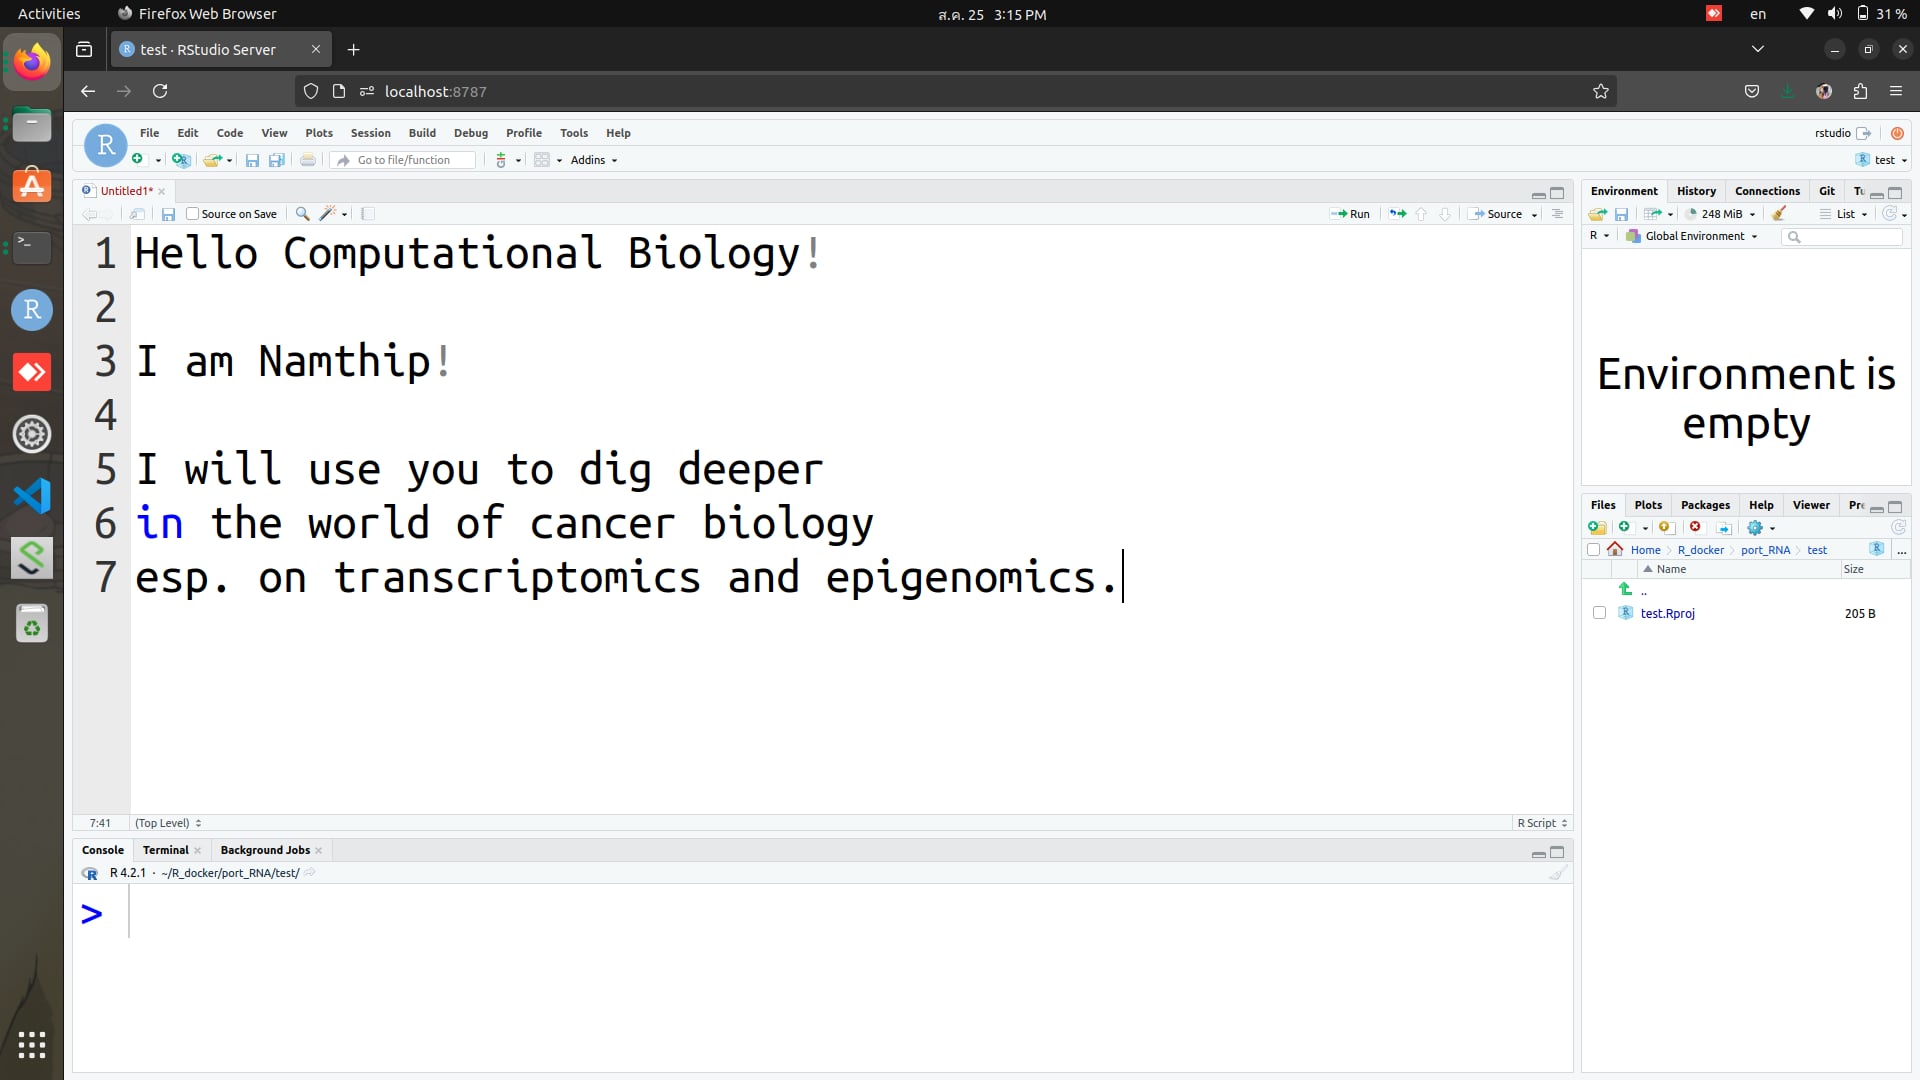 Activities
Firefox Web Browser
ส.ค. 25 3:15 PM
en
31 %
test · RStudio Server
localhost:8787
R
File Edit Code View Plots Session Build Debug Profile Tools Help
rstudio
Go to file/function
Addins
test
Untitled1*
Source on Save
Run
Source
1 Hello Computational Biology!
2
3 I am Namthip!
4
5 I will use you to dig deeper
6 in the world of cancer biology
7 esp. on transcriptomics and epigenomics.
7:41
(Top Level)
R Script
Console Terminal Background Jobs
R 4.2.1 · ~/R_docker/port_RNA/test/
>
Environment History Connections Git Tu
248 MiB
List
R
Global Environment
Environment is
empty
Files Plots Packages Help Viewer Pre
Home R_docker port_RNA test
...
Name Size
..
test.Rproj 205 B